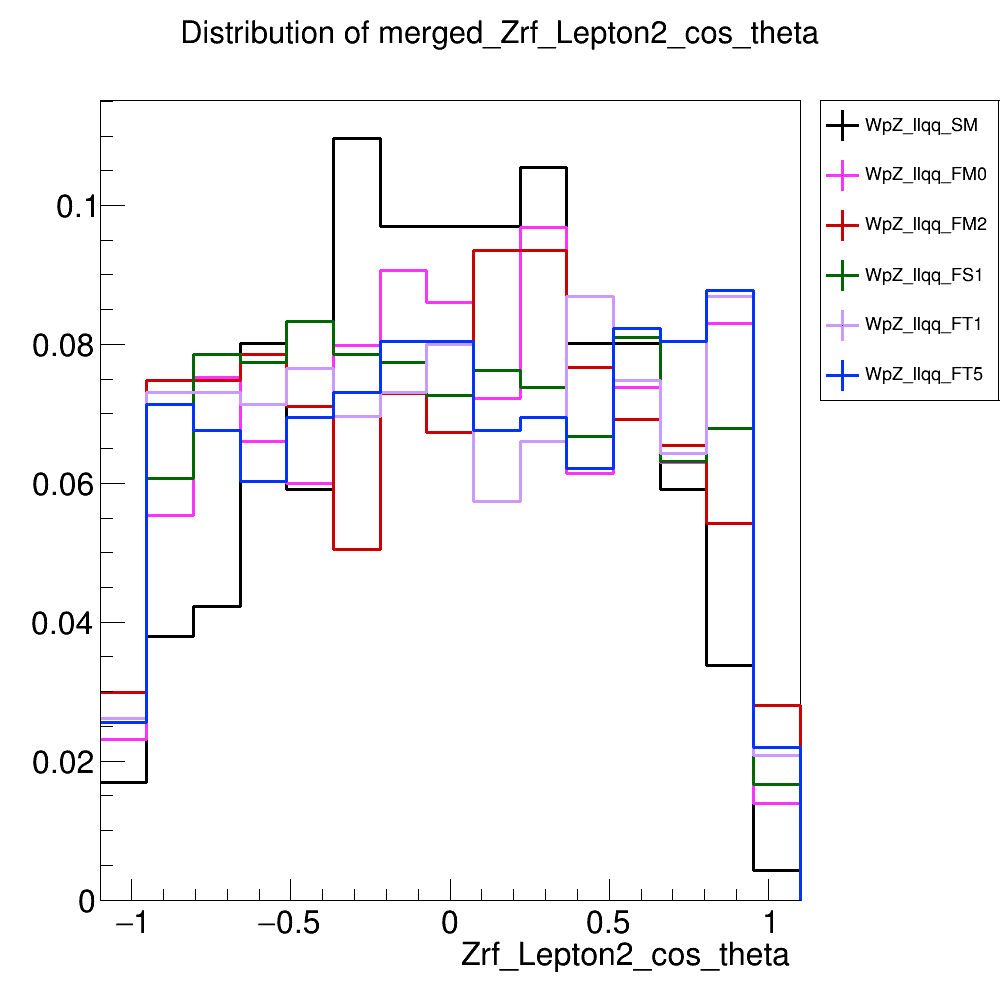 Distribution of merged_Zrf_Lepton2_cos_theta
WpZ_llqq_SM
WpZ_llqq_FM0
WpZ_llqq_FM2
WpZ_llqq_FS1
WpZ_llqq_FT1
WpZ_llqq_FT5
0.1
0.08
0.06
0.04
0.02
0
−1 −0.5 0 0.5 1
Zrf_Lepton2_cos_theta